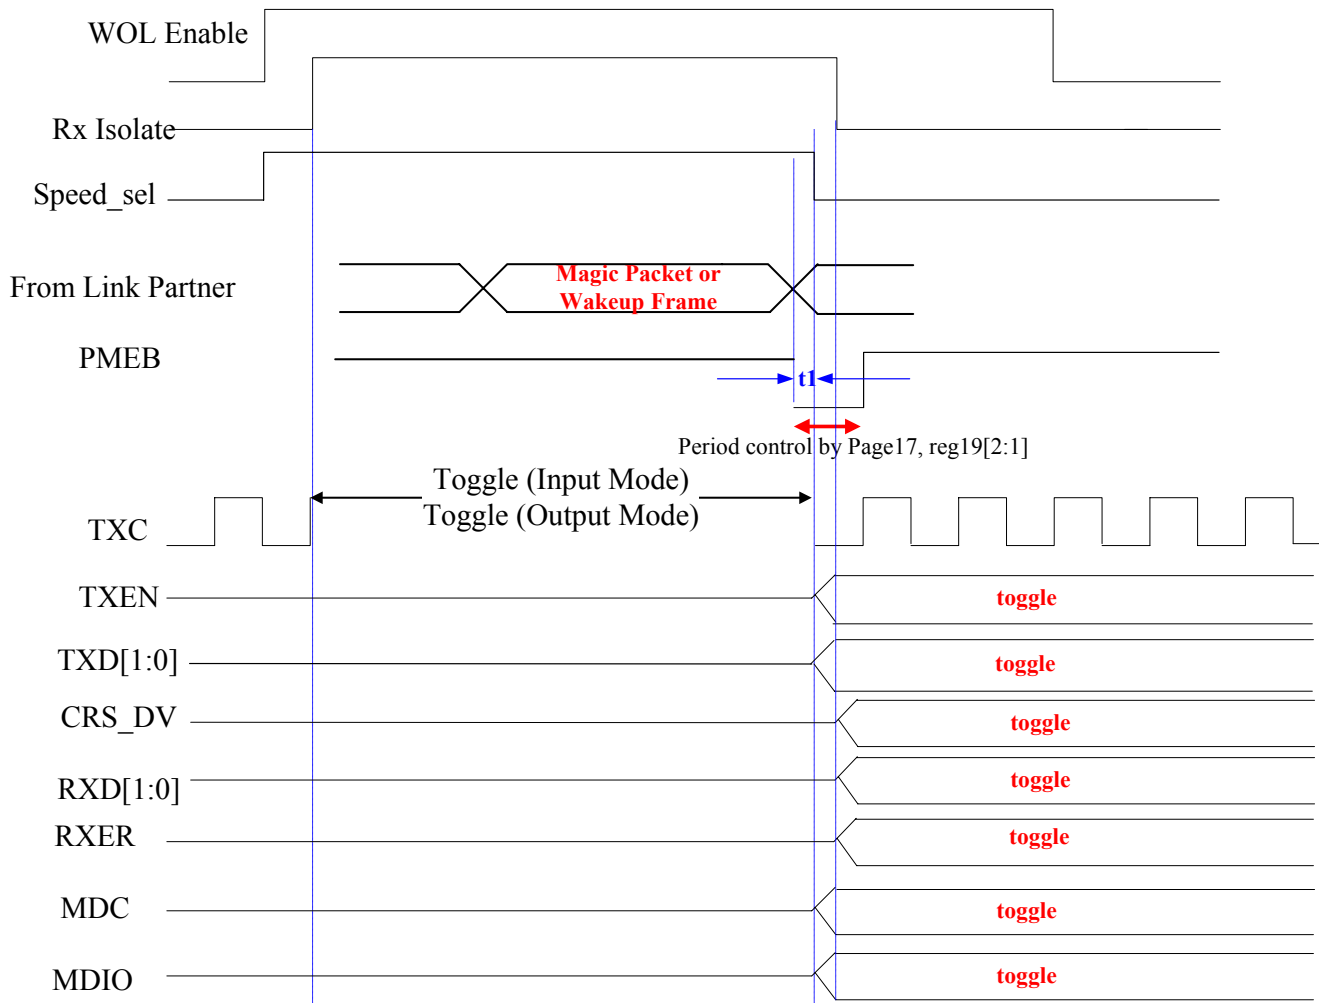 WOL Enable
Rx Isolate
Speed_sel
From Link Partner
Magic Packet or
Wakeup Frame
PMEB
t1
Period control by Page17, reg19[2:1]
Toggle (Input Mode)
Toggle (Output Mode)
TXC
TXEN
toggle
TXD[1:0]
toggle
CRS_DV
toggle
RXD[1:0]
toggle
RXER
toggle
MDC
toggle
MDIO
toggle